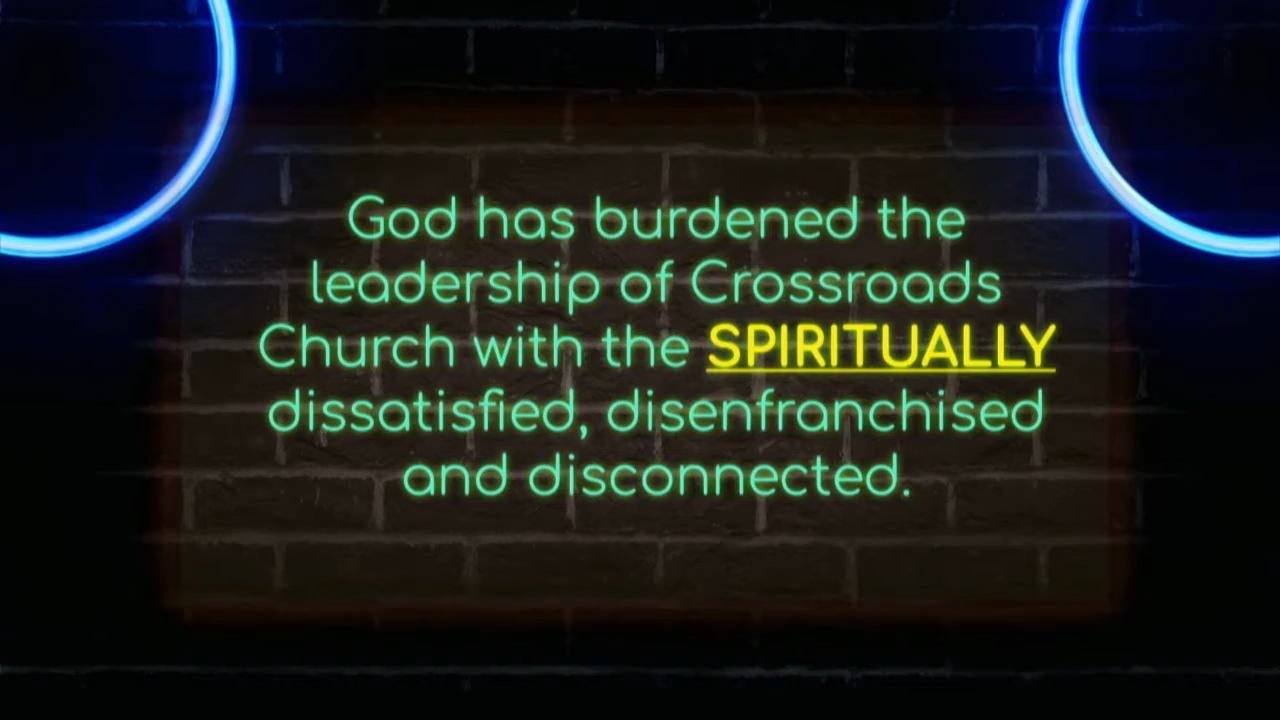 God has burdened the
leadership of Crossroads
Church with the SPIRITUALLY
dissatisfied, disenfranchised
and disconnected.